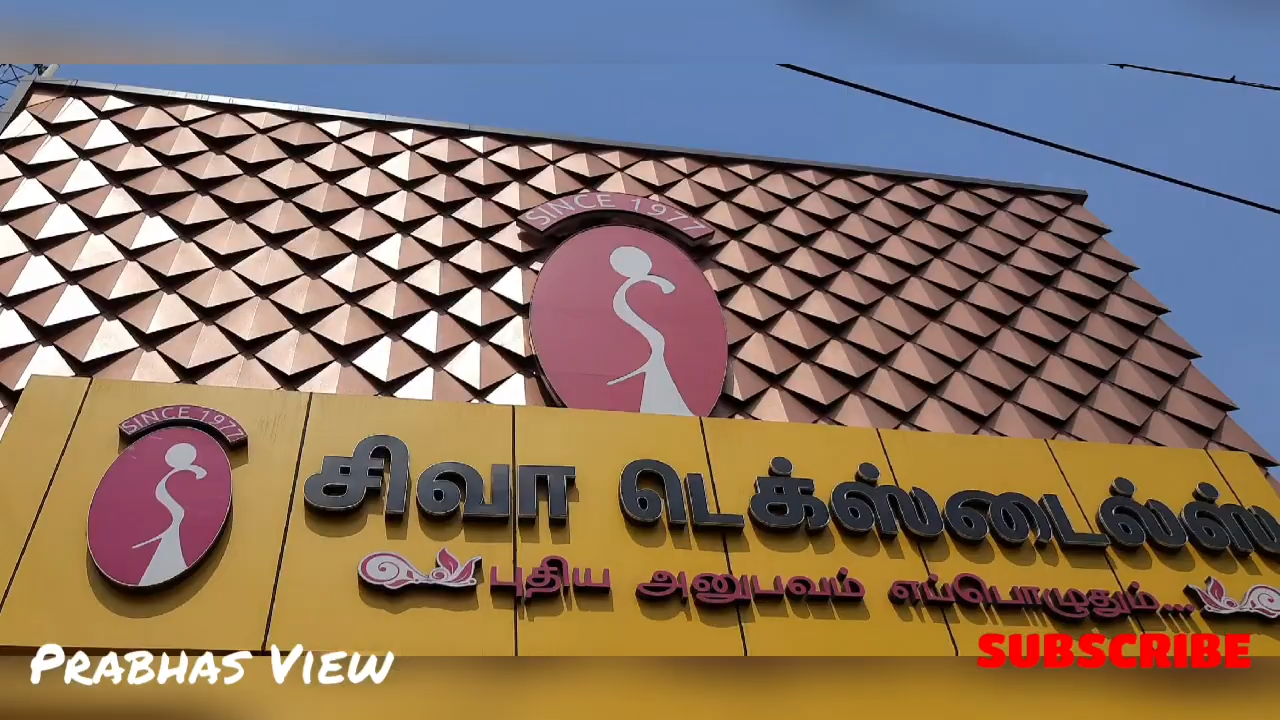 SINCE 1977
SINCE 1977
சிவா டெக்ஸ்டைல்ஸ்
புதிய அனுபவம் எப்பொழுதும்...
PRABHAS VIEW
SUBSCRIBE